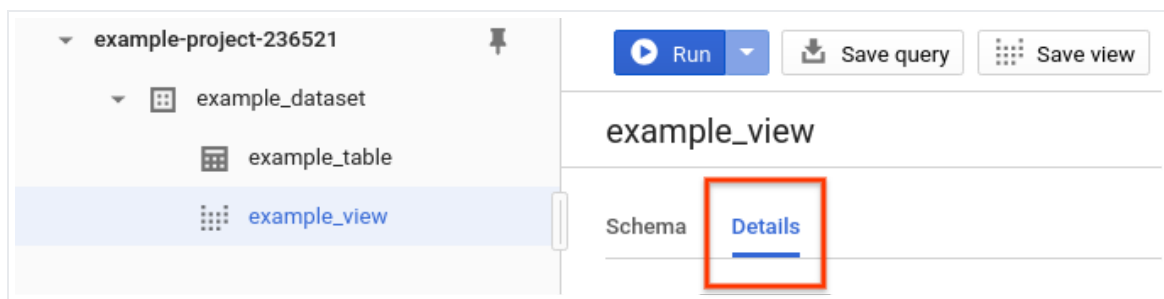 example-project-236521
example_dataset
example_table
example_view
Run
Save query
Save view
example_view
Schema
Details